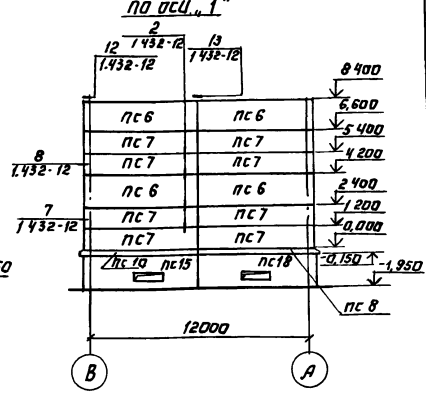 по оси „1"
2
1 432-12
12
1.432-12
13
1 432-12
8 400
пс 6 пс 6
6,600
пс 7 пс 7
5 400
8
1.432-12
пс 7 пс 7
4,200
пс 6 пс 6
2 400
7
1 432-12
пс 7 пс 7
1 200
пс 7 пс 7
0,000
пс 10 пс 15 пс 18
-0,150
-1,950
пс 8
12000
В А